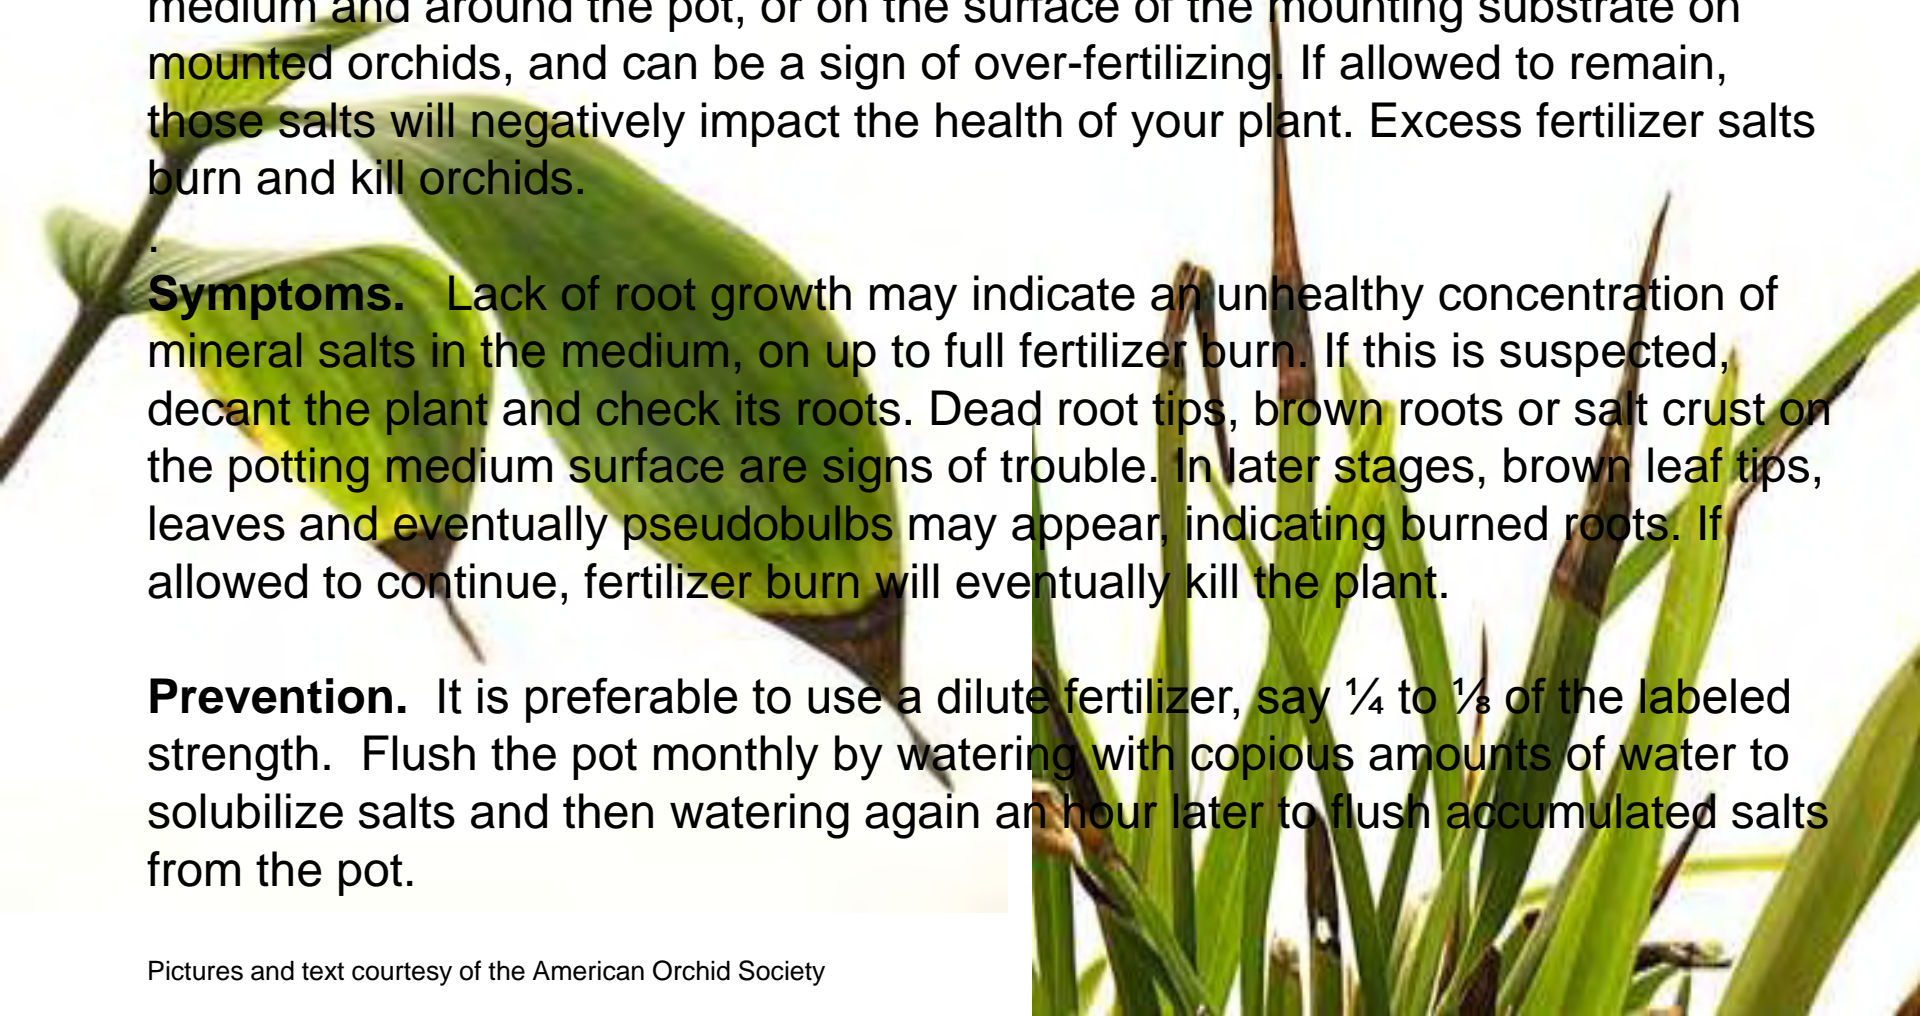 medium and around the pot, or on the surface of the mounting substrate on
mounted orchids, and can be a sign of over-fertilizing. If allowed to remain,
those salts will negatively impact the health of your plant. Excess fertilizer salts
burn and kill orchids.
.
Symptoms. Lack of root growth may indicate an unhealthy concentration of
mineral salts in the medium, on up to full fertilizer burn. If this is suspected,
decant the plant and check its roots. Dead root tips, brown roots or salt crust on
the potting medium surface are signs of trouble. In later stages, brown leaf tips,
leaves and eventually pseudobulbs may appear, indicating burned roots. If
allowed to continue, fertilizer burn will eventually kill the plant.
Prevention. It is preferable to use a dilute fertilizer, say ¼ to ⅛ of the labeled
strength. Flush the pot monthly by watering with copious amounts of water to
solubilize salts and then watering again an hour later to flush accumulated salts
from the pot.
Pictures and text courtesy of the American Orchid Society